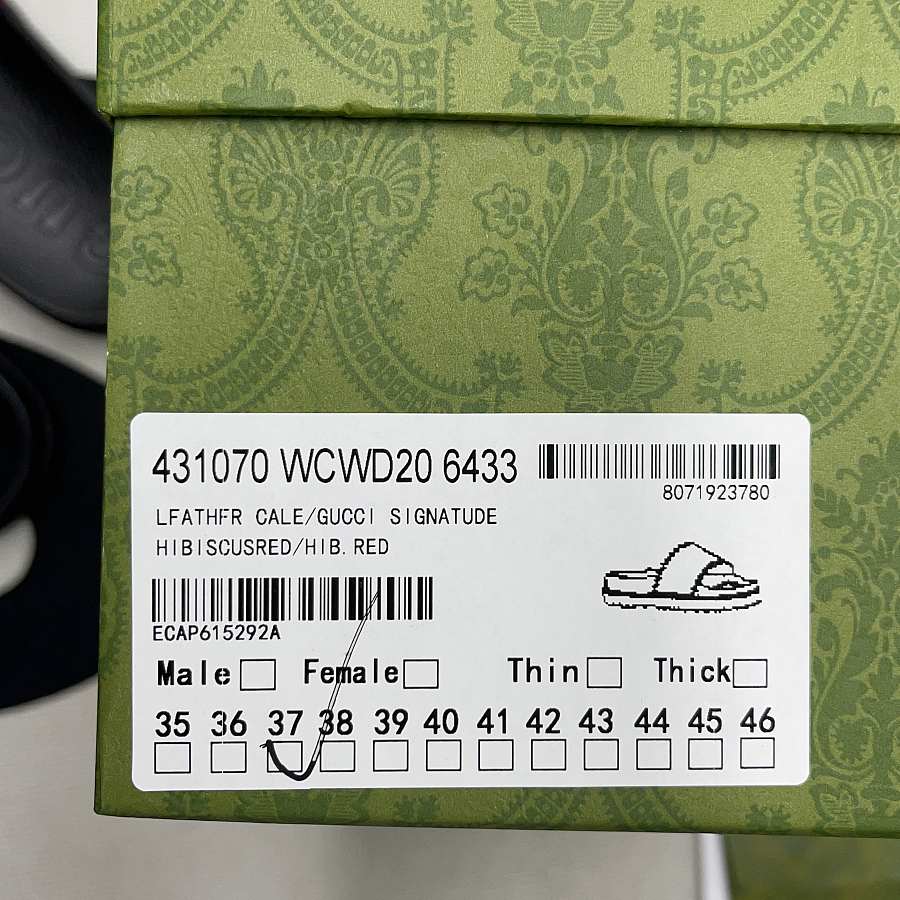 431070 WCWD20 6433
8071923780
LFATHFR CALE/GUCCI SIGNATUDE
HIBISCUSRED/HIB. RED
ECAP615292A
Male Female Thin Thick
35 36 37 38 39 40 41 42 43 44 45 46